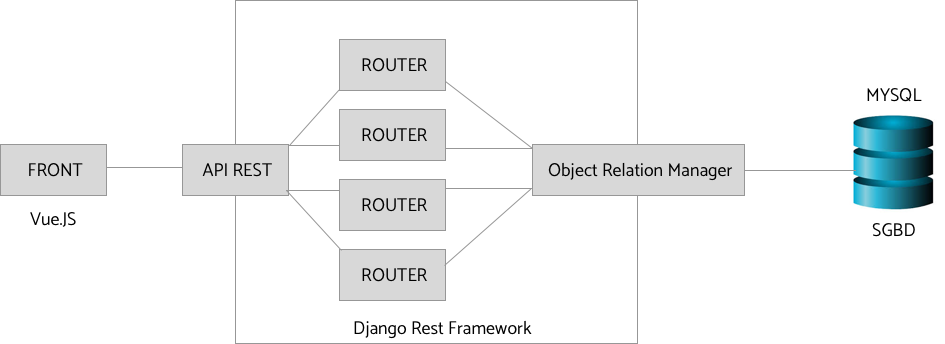 ROUTER
MYSQL
ROUTER
FRONT
API REST
Object Relation Manager
ROUTER
Vue.JS
SGBD
ROUTER
Django Rest Framework